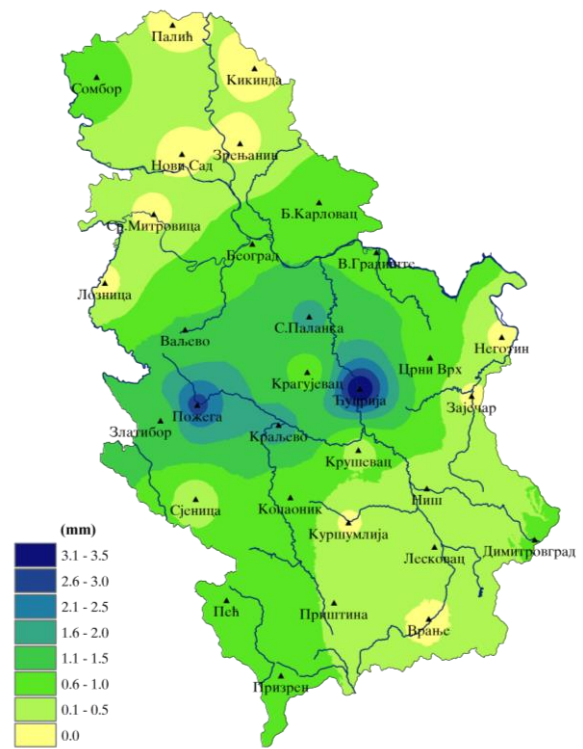 Палић
Кикинда
Сомбор
Зрењанин
Нови Сад
Б.Карловац
Ср.Митровица
Београд
В.Градиште
Лозница
С.Паланка
Ваљево
Неготин
Црни Врх
Крагујевац
Ћуприја
Зајечар
Пожега
Златибор
Краљево
Крушевац
Ниш
Сјеница
Копаоник
Куршумлија
Димитровград
Лесковац
Пећ
Приштина
Врање
Призрен
(mm)
3.1 - 3.5
2.6 - 3.0
2.1 - 2.5
1.6 - 2.0
1.1 - 1.5
0.6 - 1.0
0.1 - 0.5
0.0